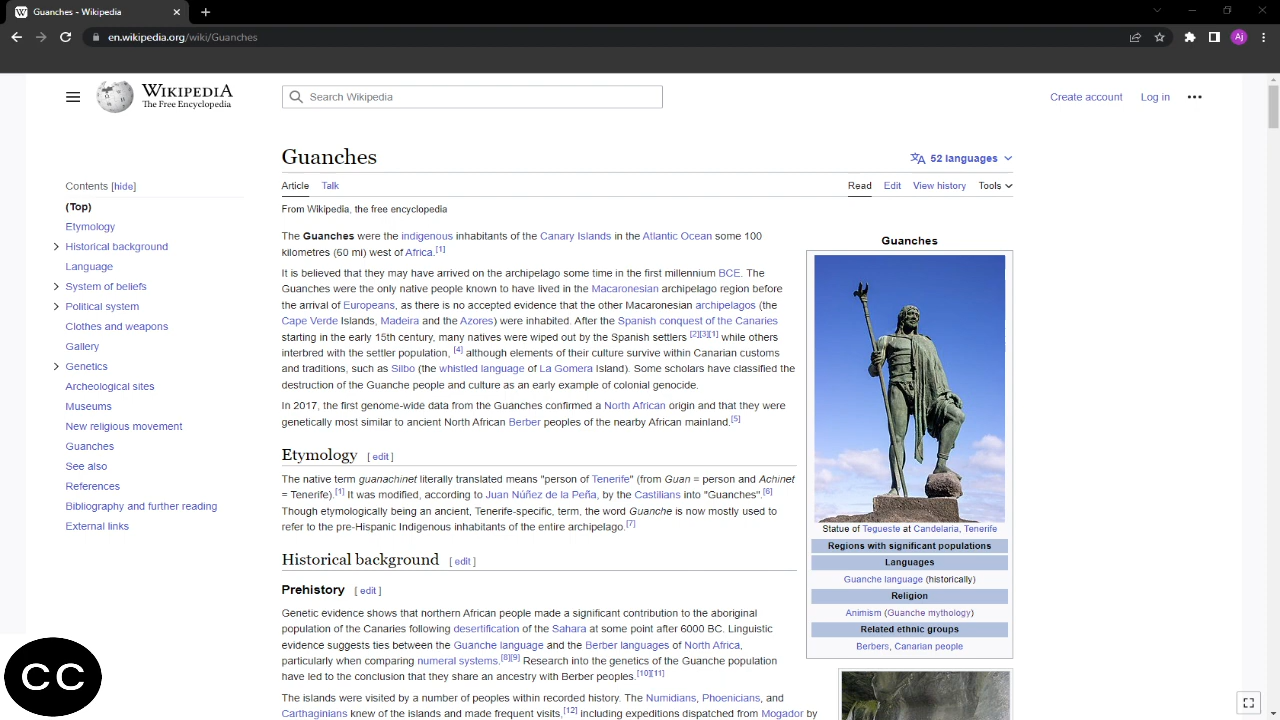 Guanches - Wikipedia
en.wikipedia.org/wiki/Guanches
Aj
WIKIPEDIA
The Free Encyclopedia
Search Wikipedia
Create account
Log in
Guanches
52 languages
Contents [hide]
(Top)
Etymology
Historical background
Language
System of beliefs
Political system
Clothes and weapons
Gallery
Genetics
Archeological sites
Museums
New religious movement
Guanches
See also
References
Bibliography and further reading
External links
Article Talk
Read Edit View history Tools
From Wikipedia, the free encyclopedia
The Guanches were the indigenous inhabitants of the Canary Islands in the Atlantic Ocean some 100
kilometres (60 mi) west of Africa.[1]
It is believed that they may have arrived on the archipelago some time in the first millennium BCE. The
Guanches were the only native people known to have lived in the Macaronesian archipelago region before
the arrival of Europeans, as there is no accepted evidence that the other Macaronesian archipelagos (the
Cape Verde Islands, Madeira and the Azores) were inhabited. After the Spanish conquest of the Canaries
starting in the early 15th century, many natives were wiped out by the Spanish settlers [2][3][1] while others
interbred with the settler population, [4] although elements of their culture survive within Canarian customs
and traditions, such as Silbo (the whistled language of La Gomera Island). Some scholars have classified the
destruction of the Guanche people and culture as an early example of colonial genocide.
In 2017, the first genome-wide data from the Guanches confirmed a North African origin and that they were
genetically most similar to ancient North African Berber peoples of the nearby African mainland.[5]
Etymology [ edit ]
The native term guanachinet literally translated means "person of Tenerife" (from Guan = person and Achinet
= Tenerife).[1] It was modified, according to Juan Núñez de la Peña, by the Castilians into "Guanches".[6]
Though etymologically being an ancient, Tenerife-specific, term, the word Guanche is now mostly used to
refer to the pre-Hispanic Indigenous inhabitants of the entire archipelago.[7]
Historical background [ edit ]
Prehistory [ edit ]
Genetic evidence shows that northern African people made a significant contribution to the aboriginal
population of the Canaries following desertification of the Sahara at some point after 6000 BC. Linguistic
evidence suggests ties between the Guanche language and the Berber languages of North Africa,
particularly when comparing numeral systems.[8][9] Research into the genetics of the Guanche population
have led to the conclusion that they share an ancestry with Berber peoples.[10][11]
The islands were visited by a number of peoples within recorded history. The Numidians, Phoenicians, and
Carthaginians knew of the islands and made frequent visits,[12] including expeditions dispatched from Mogador by
Guanches
Statue of Tegueste at Candelaria, Tenerife
Regions with significant populations
Languages
Guanche language (historically)
Religion
Animism (Guanche mythology)
Related ethnic groups
Berbers, Canarian people
CC